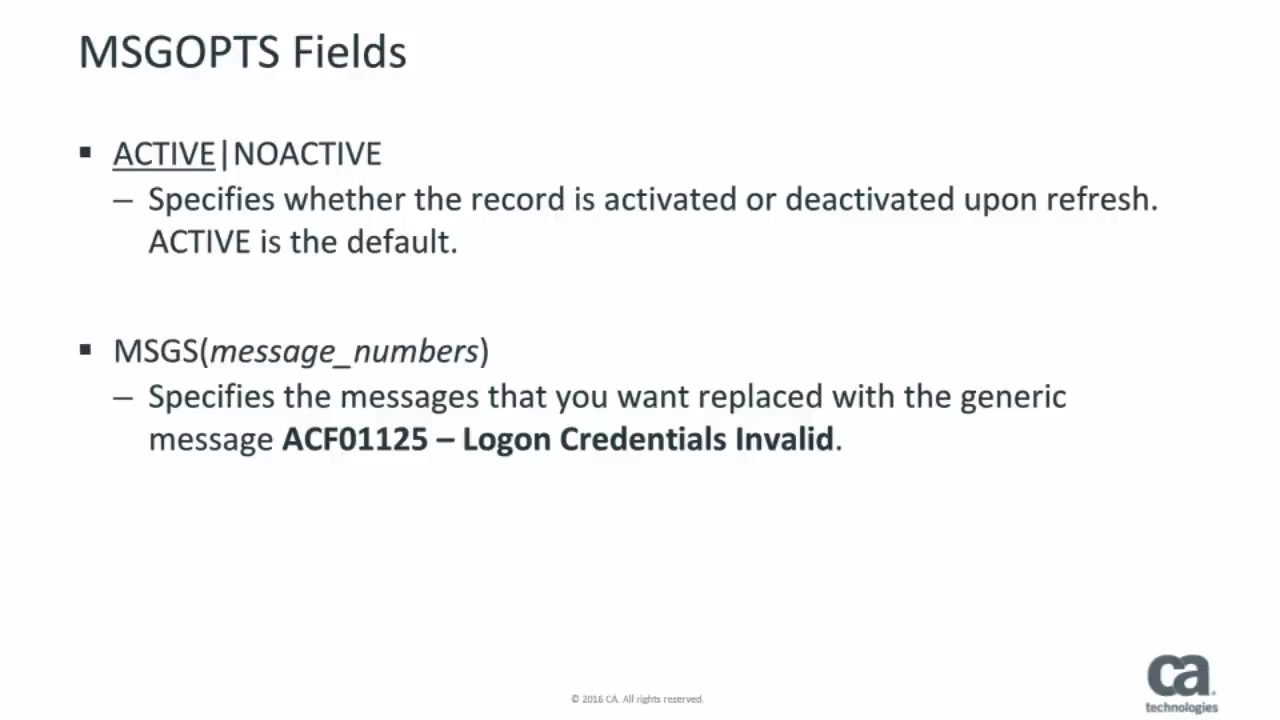 MSGOPTS Fields
▪ ACTIVE|NOACTIVE
– Specifies whether the record is activated or deactivated upon refresh.
ACTIVE is the default.
▪ MSGS(message_numbers)
– Specifies the messages that you want replaced with the generic
message ACF01125 – Logon Credentials Invalid.
© 2016 CA. All rights reserved.
ca
technologies